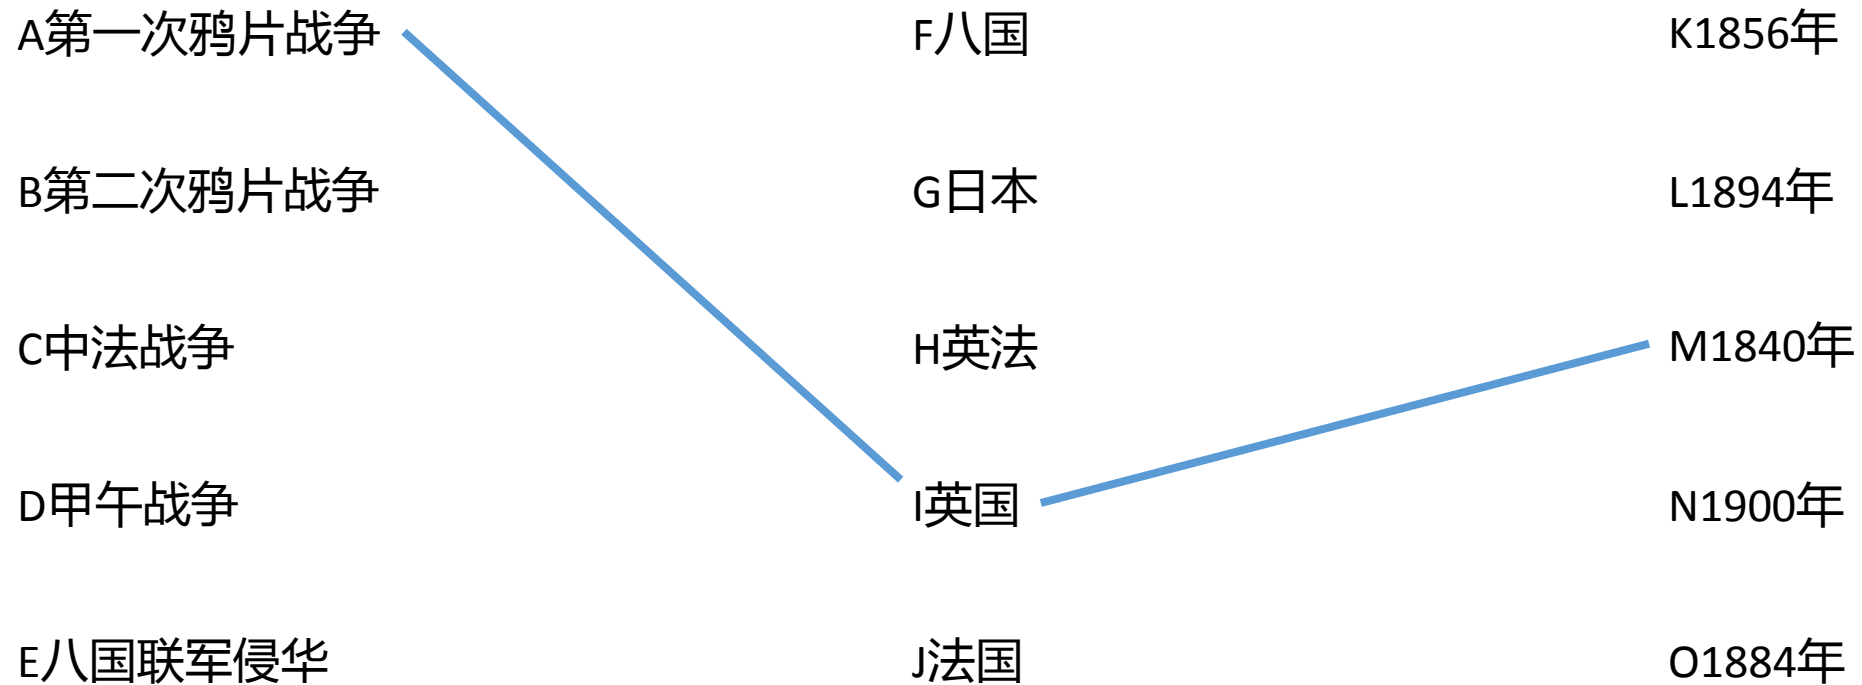 A第一次鸦片战争 F八国 K1856年
B第二次鸦片战争 G日本 L1894年
C中法战争 H英法 M1840年
D甲午战争 I英国 N1900年
E八国联军侵华 J法国 O1884年